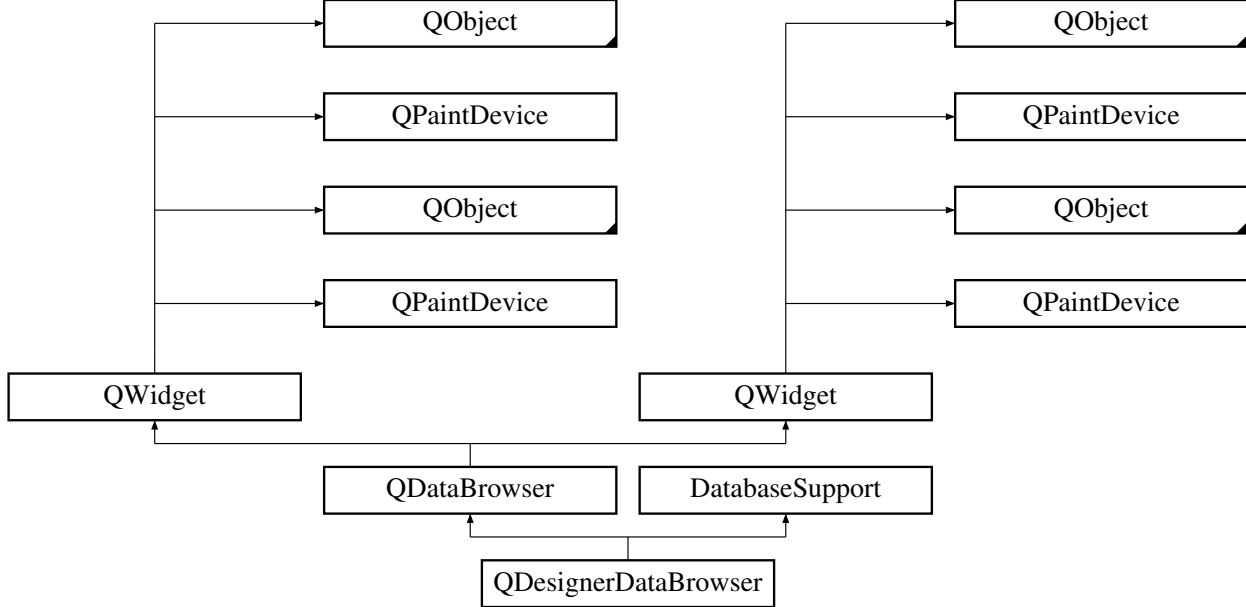 QObject
QObject
QPaintDevice
QPaintDevice
QObject
QObject
QPaintDevice
QPaintDevice
QWidget
QWidget
QDataBrowser
DatabaseSupport
QDesignerDataBrowser